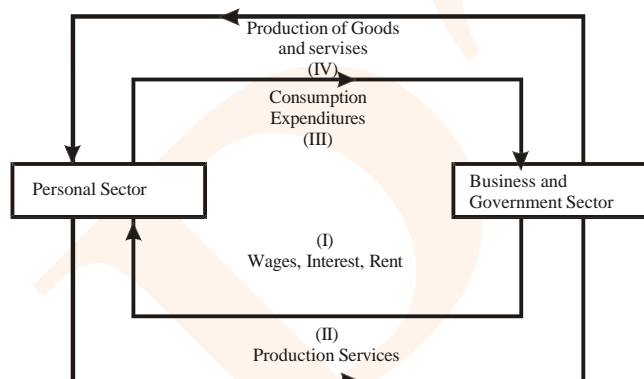 Production of Goods
and servises
(IV)
Consumption
Expenditures
(III)
Personal Sector
Business and
Government Sector
(I)
Wages, Interest, Rent
(II)
Production Services